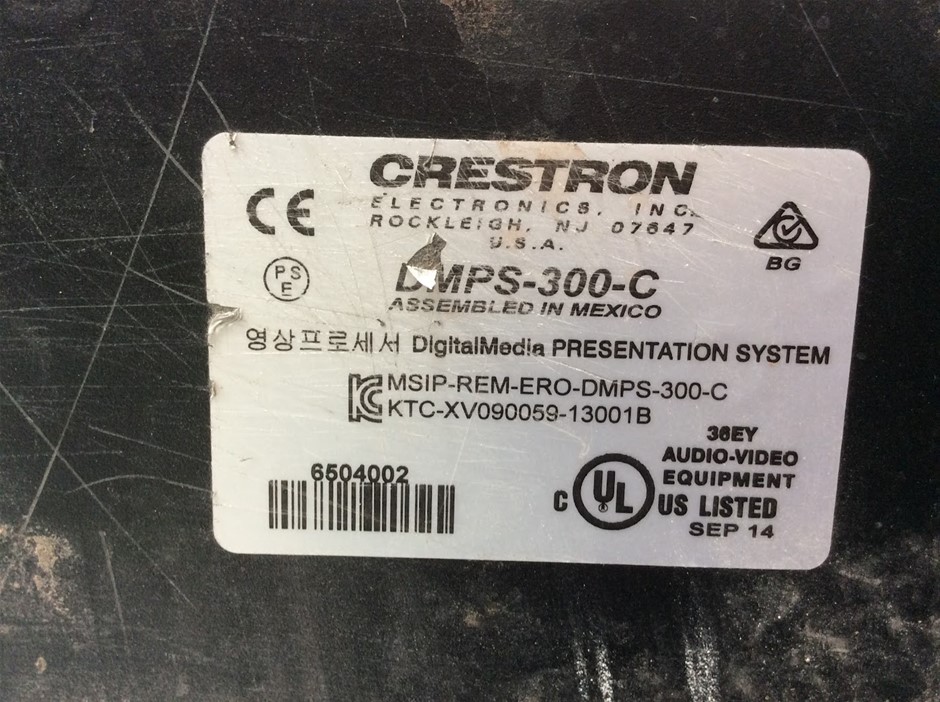 CRESTRON
ELECTRONICS, INC.
ROCKLEIGH, NJ 07647
U.S.A.
CE
PS
E
BG
DMPS-300-C
ASSEMBLED IN MEXICO
영상프로세서 DigitalMedia PRESENTATION SYSTEM
KC MSIP-REM-ERO-DMPS-300-C
KTC-XV090059-13001B
6504002
36EY
AUDIO-VIDEO
EQUIPMENT
C UL US LISTED
SEP 14